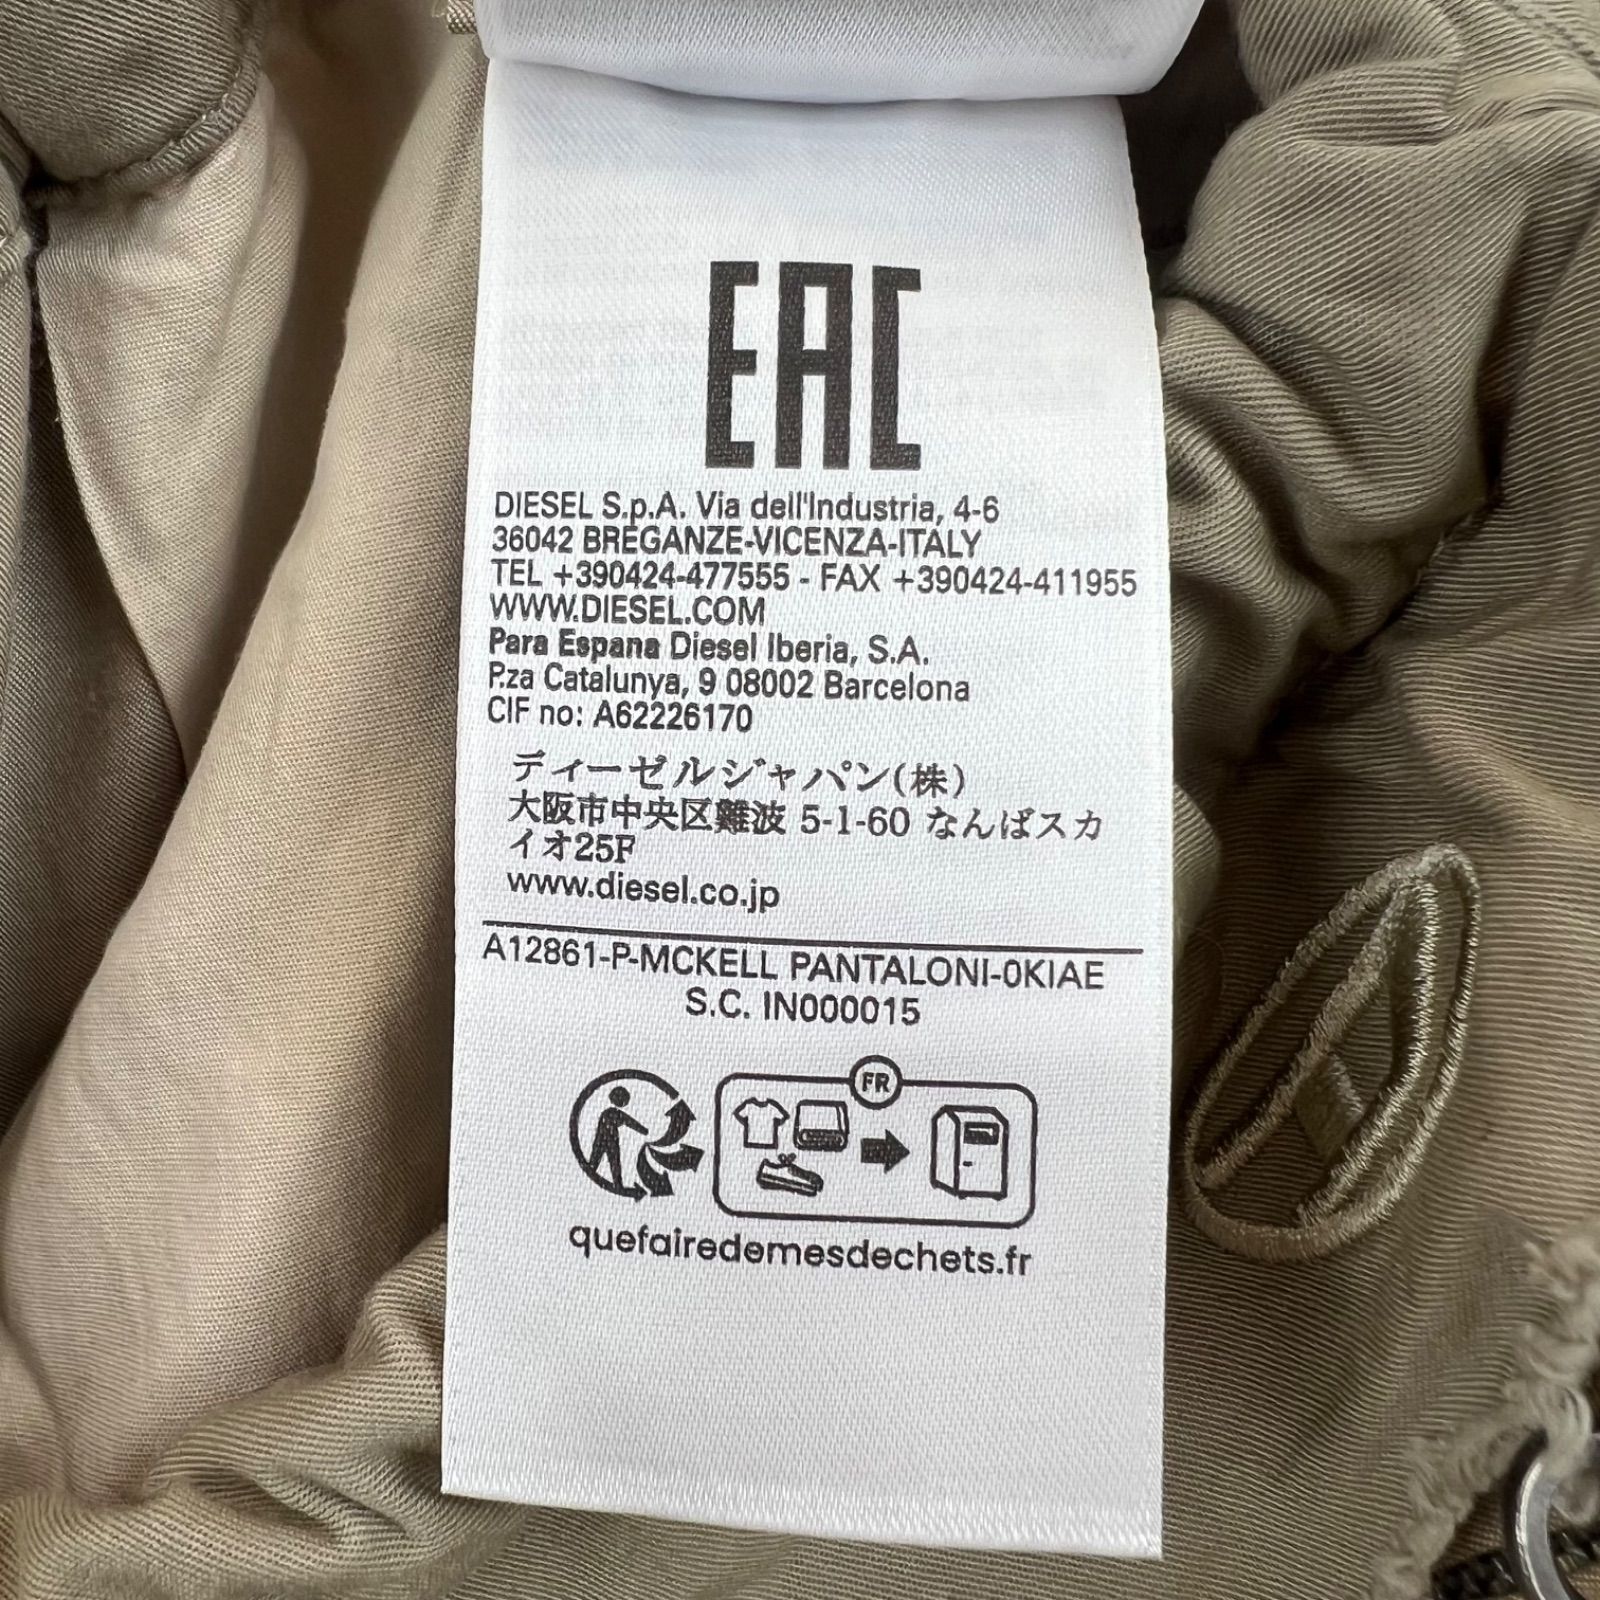 EAC
DIESEL S.p.A. Via dell'Industria, 4-6
36042 BREGANZE-VICENZA-ITALY
TEL +390424-477555 - FAX +390424-411955
WWW.DIESEL.COM
Para Espana Diesel Iberia, S.A.
P.za Catalunya, 9 08002 Barcelona
CIF no: A62226170
ディーゼルジャパン(株)
大阪市中央区難波 5-1-60 なんばスカ
イオ25F
www.diesel.co.jp
A12861-P-MCKELL PANTALONI-0KIAE
S.C. IN000015
FR
quefairedemesdechets.fr